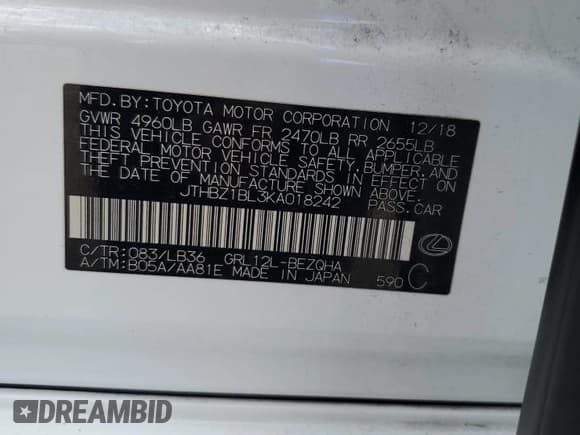 MFD. BY: TOYOTA MOTOR CORPORATION 12/18
GVWR 4960LB GAWR FR 2470LB RR 2655LB
THIS VEHICLE CONFORMS TO ALL APPLICABLE
FEDERAL MOTOR VEHICLE SAFETY, BUMPER, AND
THEFT PREVENTION STANDARDS IN EFFECT ON
THE DATE OF MANUFACTURE SHOWN ABOVE.
JTHBZ1BL3KA018242 PASS. CAR
C/TR: 083/LB36 GRL12L-BEZQHA
A/TM: B05A/AA81E MADE IN JAPAN 590 C
DREAMBID